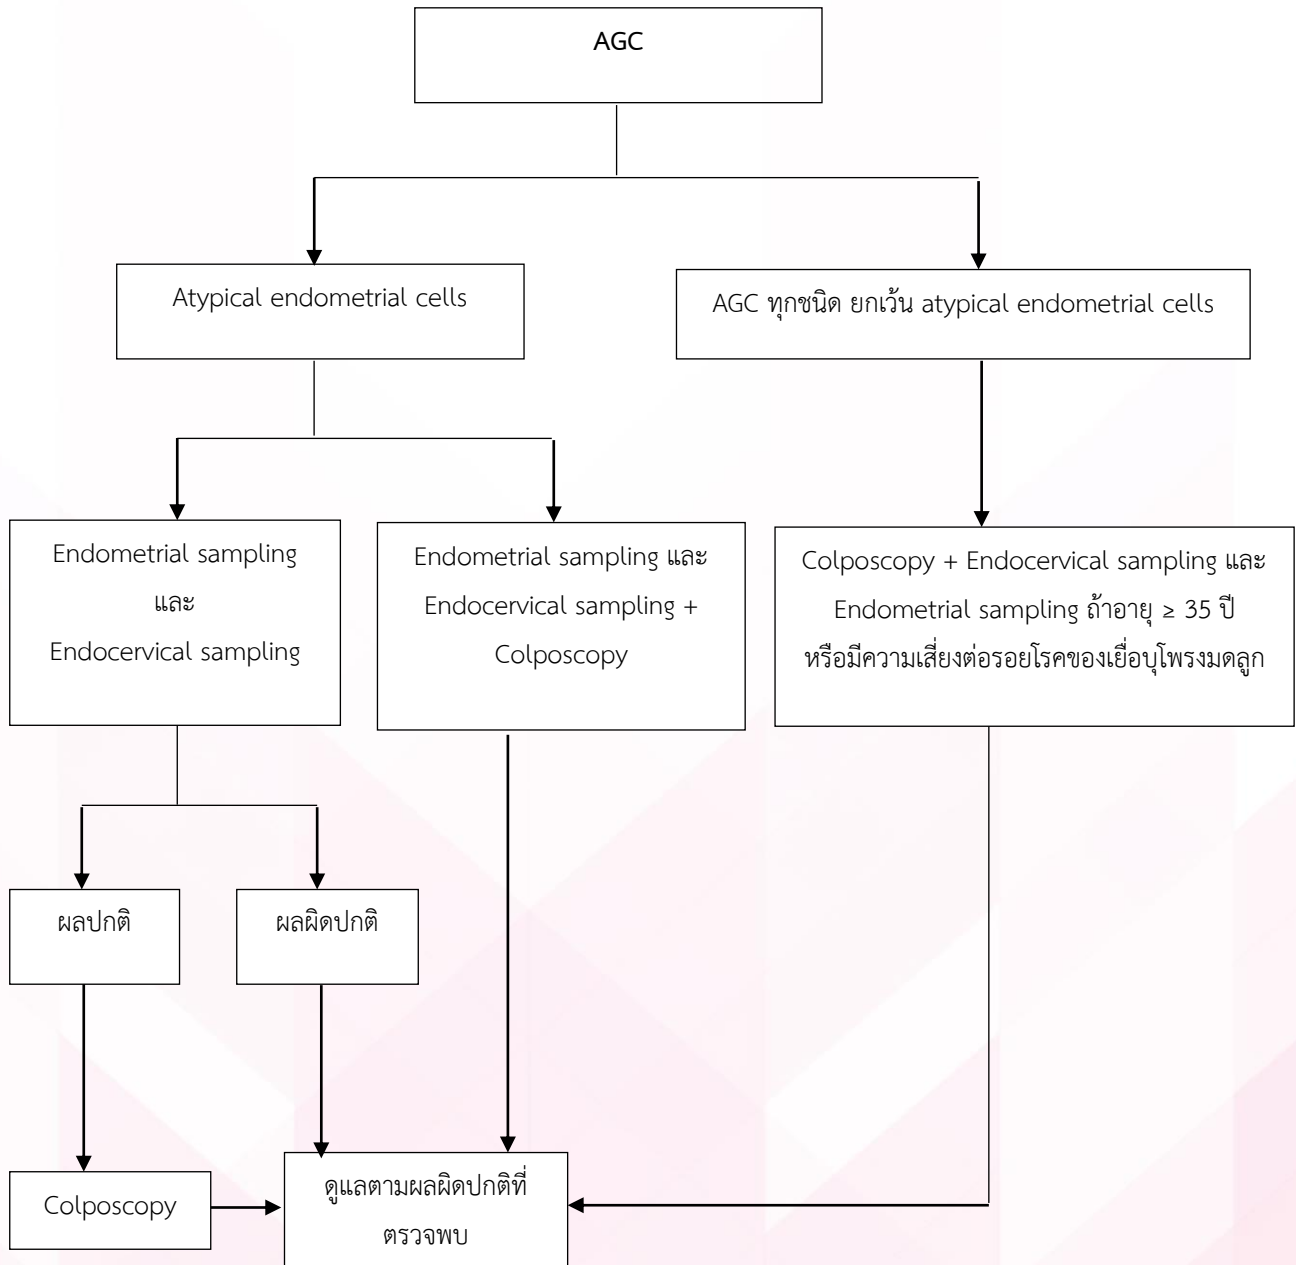 AGC
Atypical endometrial cells
AGC ทุกชนิด ยกเว้น atypical endometrial cells
Endometrial sampling
และ
Endocervical sampling
Endometrial sampling และ
Endocervical sampling +
Colposcopy
Colposcopy + Endocervical sampling และ
Endometrial sampling ถ้าอายุ ≥ 35 ปี
หรือมีความเสี่ยงต่อรอยโรคของเยื่อบุโพรงมดลูก
ผลปกติ
ผลผิดปกติ
Colposcopy
ดูแลตามผลผิดปกติที่
ตรวจพบ